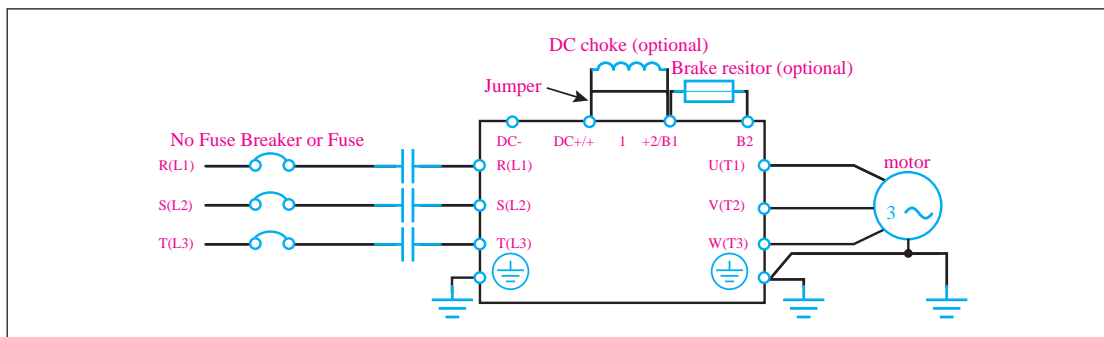 DC choke (optional)
Brake resitor (optional)
Jumper
No Fuse Breaker or Fuse
DC- DC+/+ 1 +2/B1 B2
R(L1) R(L1) U(T1) motor
S(L2) S(L2) V(T2) 3
T(L3) T(L3) W(T3)